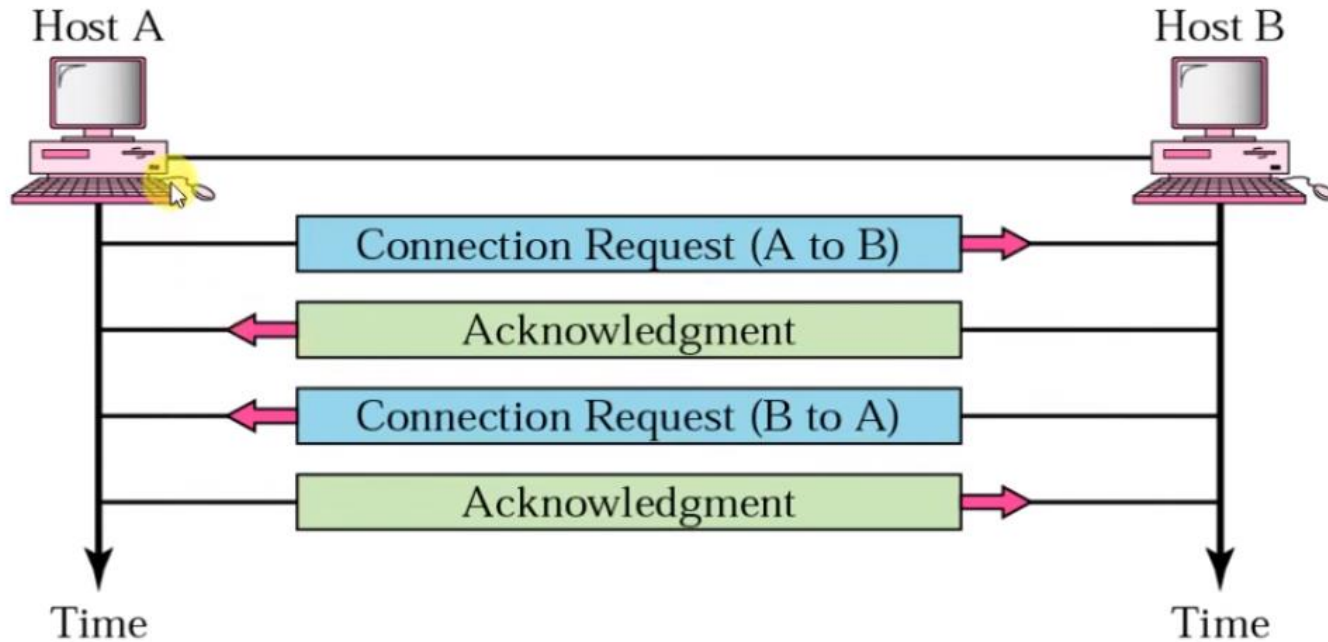 Host A
Host B
Connection Request (A to B)
Acknowledgment
Connection Request (B to A)
Acknowledgment
Time
Time